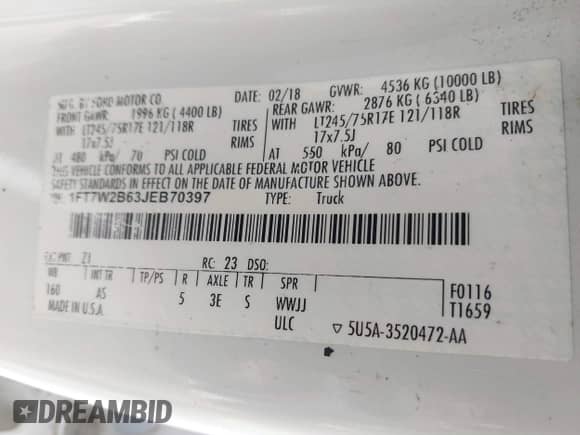 MFG. BY FORD MOTOR CO.
DATE: 02/18 GVWR: 4536 KG (10000 LB)
FRONT GAWR: 1996 KG (4400 LB)
REAR GAWR: 2876 KG (6340 LB)
WITH LT245/75R17E 121/118R TIRES
17x7.5J RIMS
AT 480 kPa/ 70 PSI COLD
WITH LT245/75R17E 121/118R TIRES
17x7.5J RIMS
AT 550 kPa/ 80 PSI COLD
THIS VEHICLE CONFORMS TO ALL APPLICABLE FEDERAL MOTOR VEHICLE
SAFETY STANDARDS IN EFFECT ON THE DATE OF MANUFACTURE SHOWN ABOVE.
VIN: 1FT7W2B63JEB70397 TYPE: Truck
EXT PNT: Z1 RC: 23 DSO:
WB INT TR TP/PS R AXLE TR SPR
160 AS 5 3E S WWJJ
ULC
MADE IN U.S.A.
F0116
T1659
▽ 5U5A-3520472-AA
DREAMBID